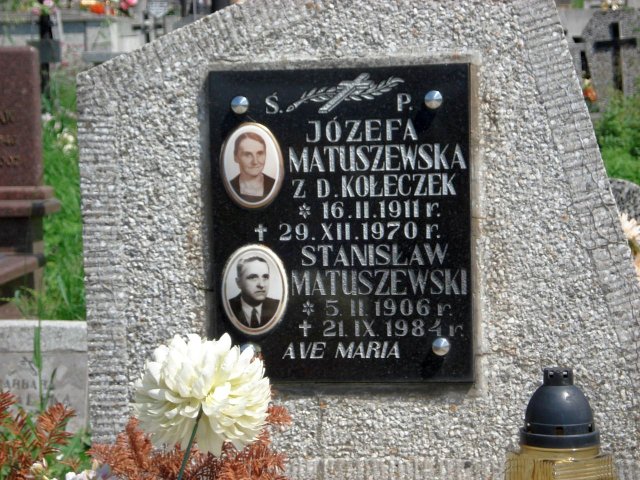 Ś. P.
JÓZEFA
MATUSZEWSKA
Z D. KOŁECZEK
* 16.II.1911 r.
✝ 29.XII.1970 r.
STANISŁAW
MATUSZEWSKI
* 5.II.1906 r.
✝ 21.IX.1984 r.
AVE MARIA